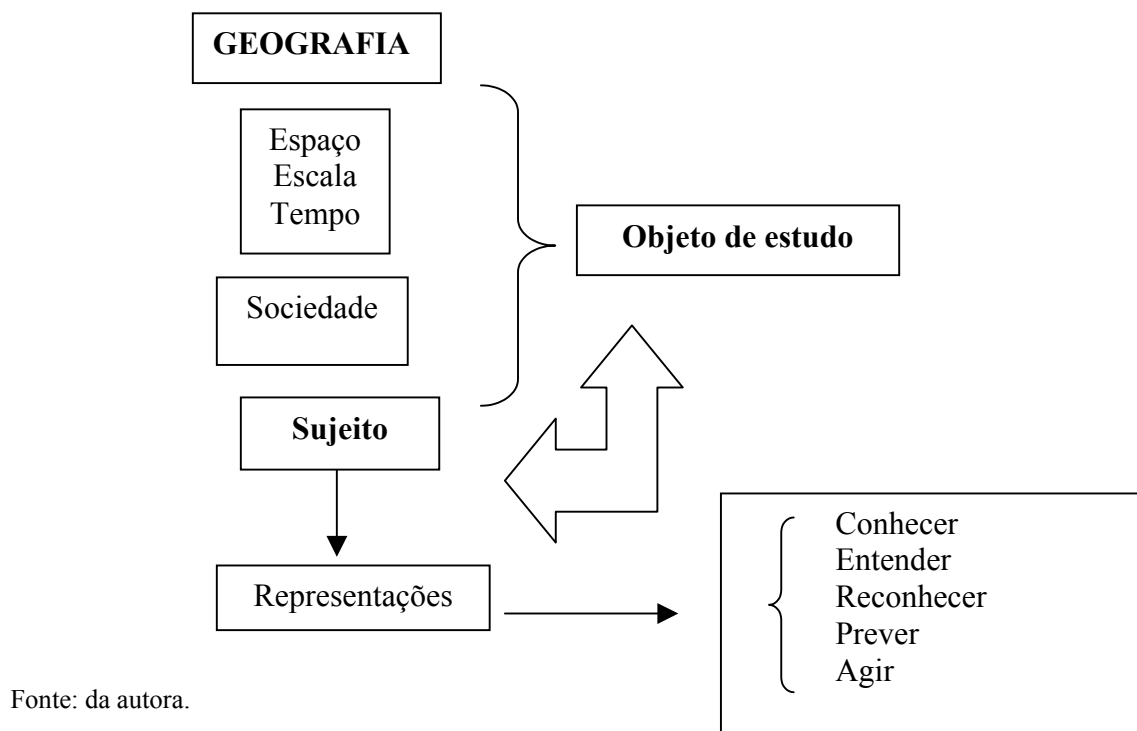 GEOGRAFIA
Espaço
Escala
Tempo
Objeto de estudo
Sociedade
Sujeito
Representações
Conhecer
Entender
Reconhecer
Prever
Agir
Fonte: da autora.